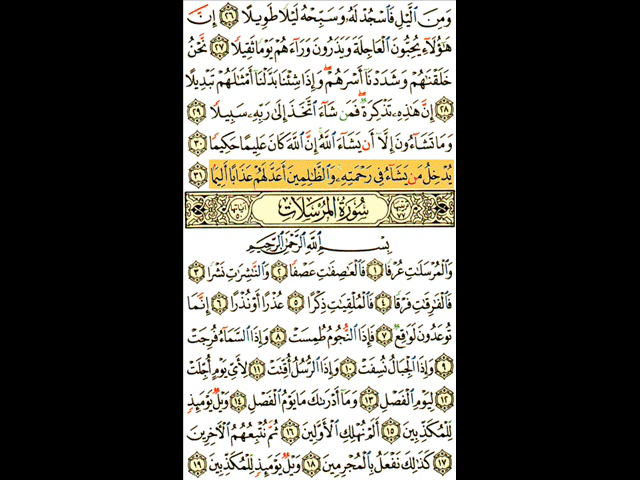 وَمِنَ ٱلَّيْلِ فَٱسْجُدْ لَهُۥ وَسَبِّحْهُ لَيْلًا طَوِيلًا ٢٦ إِنَّ
هَٰٓؤُلَآءِ يُحِبُّونَ ٱلْعَاجِلَةَ وَيَذَرُونَ وَرَآءَهُمْ يَوْمًا ثَقِيلًا ٢٧ نَّحْنُ
خَلَقْنَٰهُمْ وَشَدَدْنَآ أَسْرَهُمْ ۖ وَإِذَا شِئْنَا بَدَّلْنَآ أَمْثَٰلَهُمْ تَبْدِيلًا
٢٨ إِنَّ هَٰذِهِۦ تَذْكِرَةٌ ۖ فَمَن شَآءَ ٱتَّخَذَ إِلَىٰ رَبِّهِۦ سَبِيلًا ٢٩
وَمَا تَشَآءُونَ إِلَّآ أَن يَشَآءَ ٱللَّهُ ۚ إِنَّ ٱللَّهَ كَانَ عَلِيمًا حَكِيمًا ٣٠
يُدْخِلُ مَن يَشَآءُ فِى رَحْمَتِهِۦ ۚ وَٱلظَّٰلِمِينَ أَعَدَّ لَهُمْ عَذَابًا أَلِيمًۢا ٣١
سُورَةُ المُرْسَلَاتِ
بِسْمِ ٱللَّهِ ٱلرَّحْمَٰنِ ٱلرَّحِيمِ
وَٱلْمُرْسَلَٰتِ عُرْفًا ١ فَٱلْعَٰصِفَٰتِ عَصْفًا ٢ وَٱلنَّٰشِرَٰتِ نَشْرًا ٣
فَٱلْفَٰرِقَٰتِ فَرْقًا ٤ فَٱلْمُلْقِيَٰتِ ذِكْرًا ٥ عُذْرًا أَوْ نُذْرًا ٦ إِنَّمَا
تُوعَدُونَ لَوَٰقِعٌ ٧ فَإِذَا ٱلنُّجُومُ طُمِسَتْ ٨ وَإِذَا ٱلسَّمَآءُ فُرِجَتْ
٩ وَإِذَا ٱلْجِبَالُ نُسِفَتْ ١٠ وَإِذَا ٱلرُّسُلُ أُقِّتَتْ ١١ لِأَىِّ يَوْمٍ أُجِّلَتْ
١٢ لِيَوْمِ ٱلْفَصْلِ ١٣ وَمَآ أَدْرَىٰكَ مَا يَوْمُ ٱلْفَصْلِ ١٤ وَيْلٌ يَوْمَئِذٍ
لِّلْمُكَذِّبِينَ ١٥ أَلَمْ نُهْلِكِ ٱلْأَوَّلِينَ ١٦ ثُمَّ نُتْبِعُهُمُ ٱلْءَاخِرِينَ
١٧ كَذَٰلِكَ نَفْعَلُ بِٱلْمُجْرِمِينَ ١٨ وَيْلٌ يَوْمَئِذٍ لِّلْمُكَذِّبِينَ ١٩